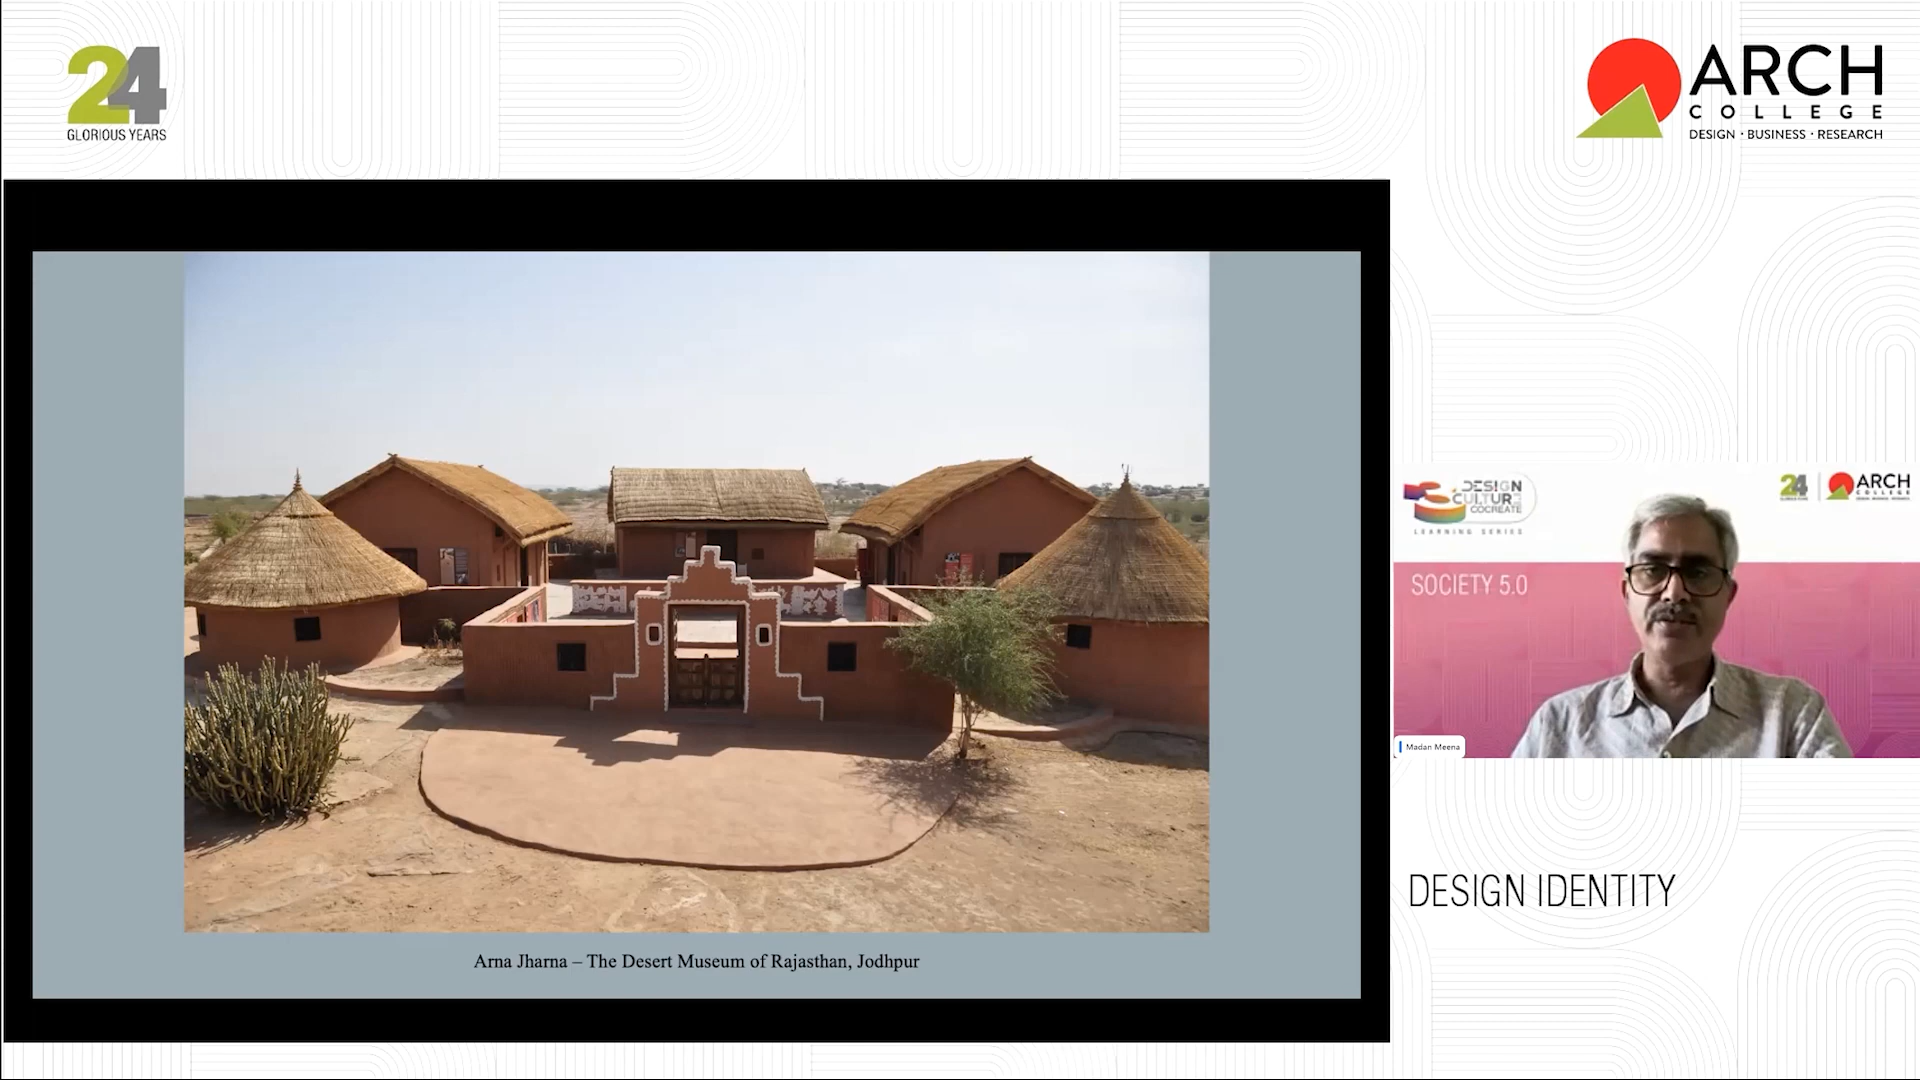 24
GLORIOUS YEARS
ARCH
COLLEGE
DESIGN · BUSINESS · RESEARCH
Arna Jharna – The Desert Museum of Rajasthan, Jodhpur
DESIGN
CULTURE
COCREATE
LEARNING SERIES
24
ARCH
COLLEGE
SOCIETY 5.0
Madan Meena
DESIGN IDENTITY